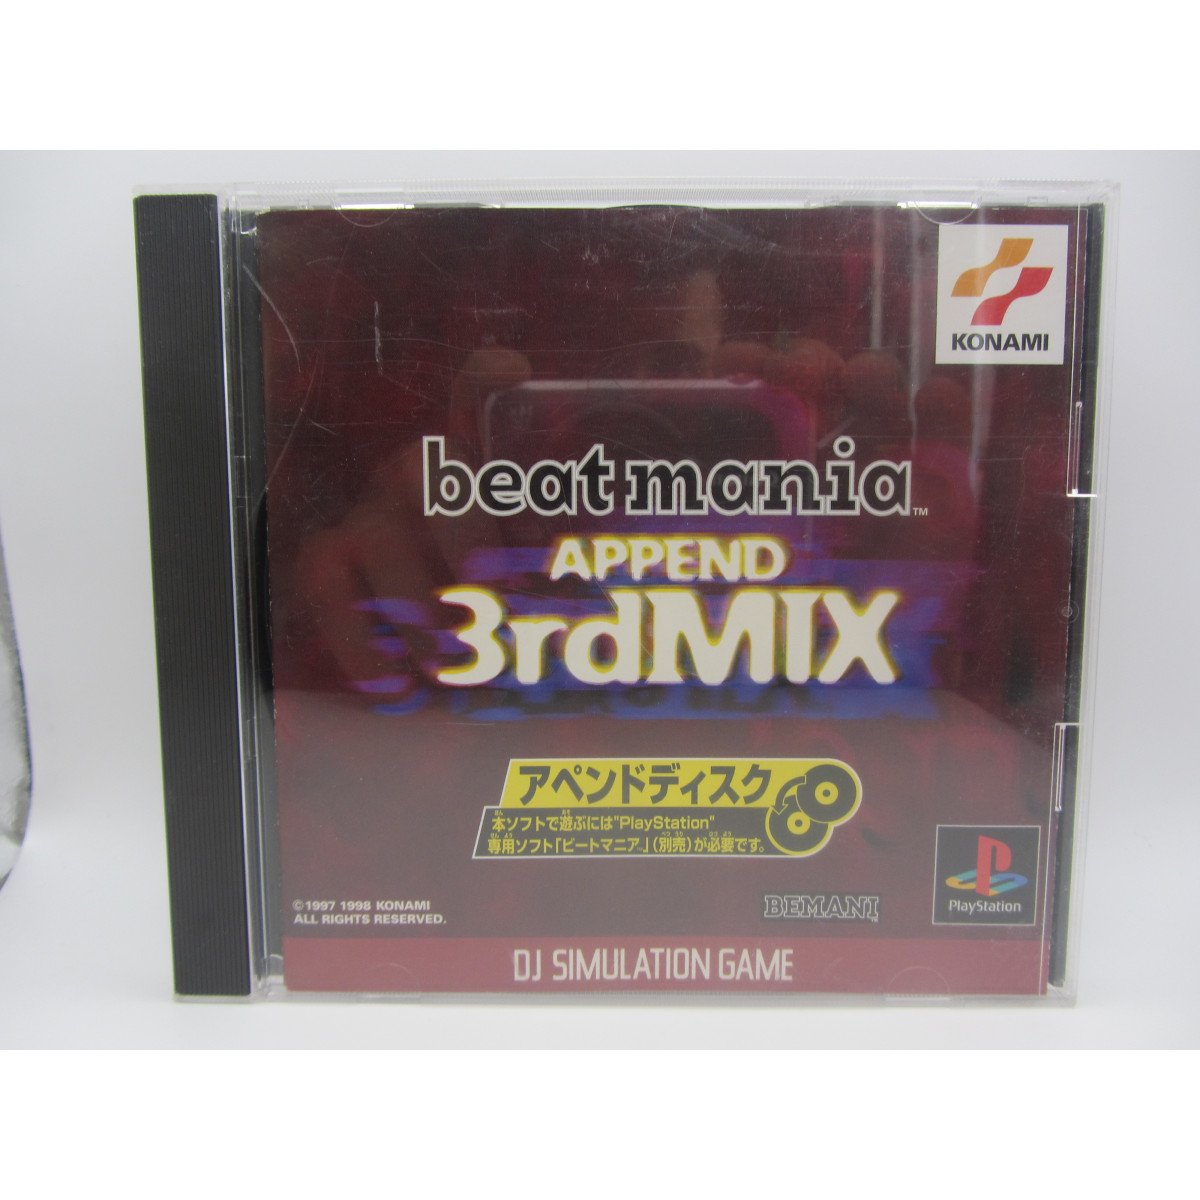 KONAMI
beatmania™
APPEND
3rdMIX
アペンドディスク
本ソフトで遊ぶには"PlayStation"
専用ソフト「ビートマニア™」（別売）が必要です。
©1997 1998 KONAMI
ALL RIGHTS RESERVED.
BEMANI
PlayStation
DJ SIMULATION GAME